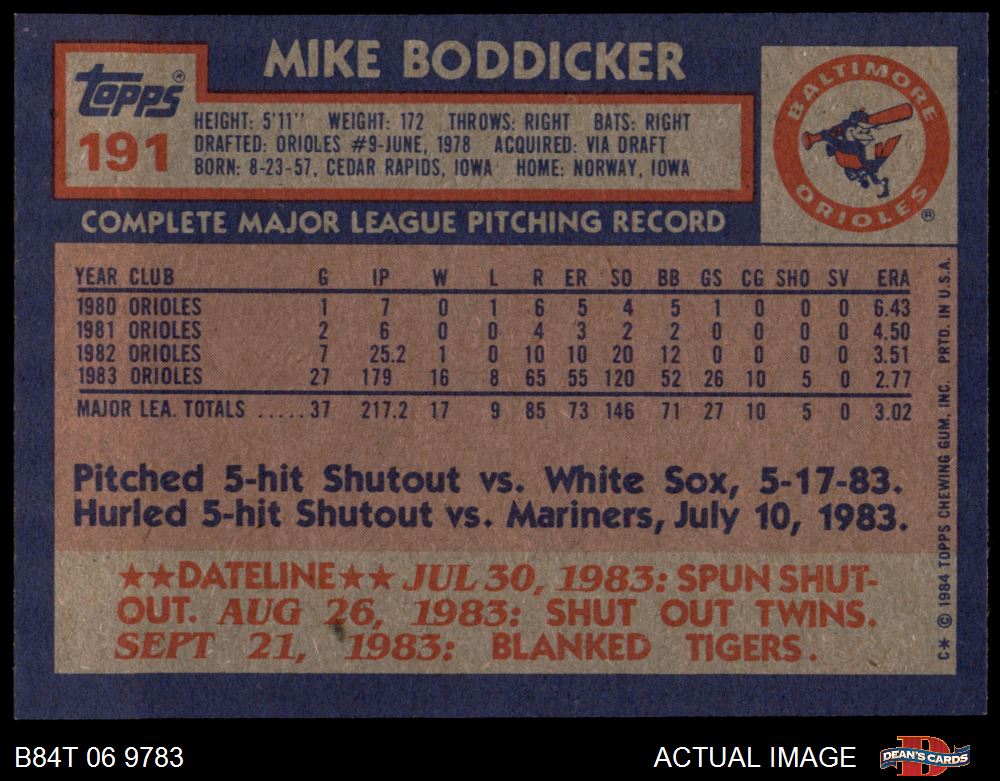 MIKE BODDICKER
Topps®
191
HEIGHT: 5'11" WEIGHT: 172 THROWS: RIGHT BATS: RIGHT
DRAFTED: ORIOLES #9-JUNE, 1978 ACQUIRED: VIA DRAFT
BORN: 8-23-57, CEDAR RAPIDS, IOWA HOME: NORWAY, IOWA
BALTIMORE
ORIOLES®
COMPLETE MAJOR LEAGUE PITCHING RECORD
YEAR CLUB G IP W L R ER SO BB GS CG SHO SV ERA
1980 ORIOLES 1 7 0 1 6 5 4 5 1 0 0 0 6.43
1981 ORIOLES 2 6 0 0 4 3 2 2 0 0 0 0 4.50
1982 ORIOLES 7 25.2 1 0 10 10 20 12 0 0 0 0 3.51
1983 ORIOLES 27 179 16 8 65 55 120 52 26 10 5 0 2.77
MAJOR LEA. TOTALS .....37 217.2 17 9 85 73 146 71 27 10 5 0 3.02
Pitched 5-hit Shutout vs. White Sox, 5-17-83.
Hurled 5-hit Shutout vs. Mariners, July 10, 1983.
★★DATELINE★★ JUL 30, 1983: SPUN SHUT-
OUT. AUG 26, 1983: SHUT OUT TWINS.
SEPT 21, 1983: BLANKED TIGERS.
C* © 1984 TOPPS CHEWING GUM, INC. PRTD. IN U.S.A.
B84T 06 9783
ACTUAL IMAGE
DEAN'S CARDS